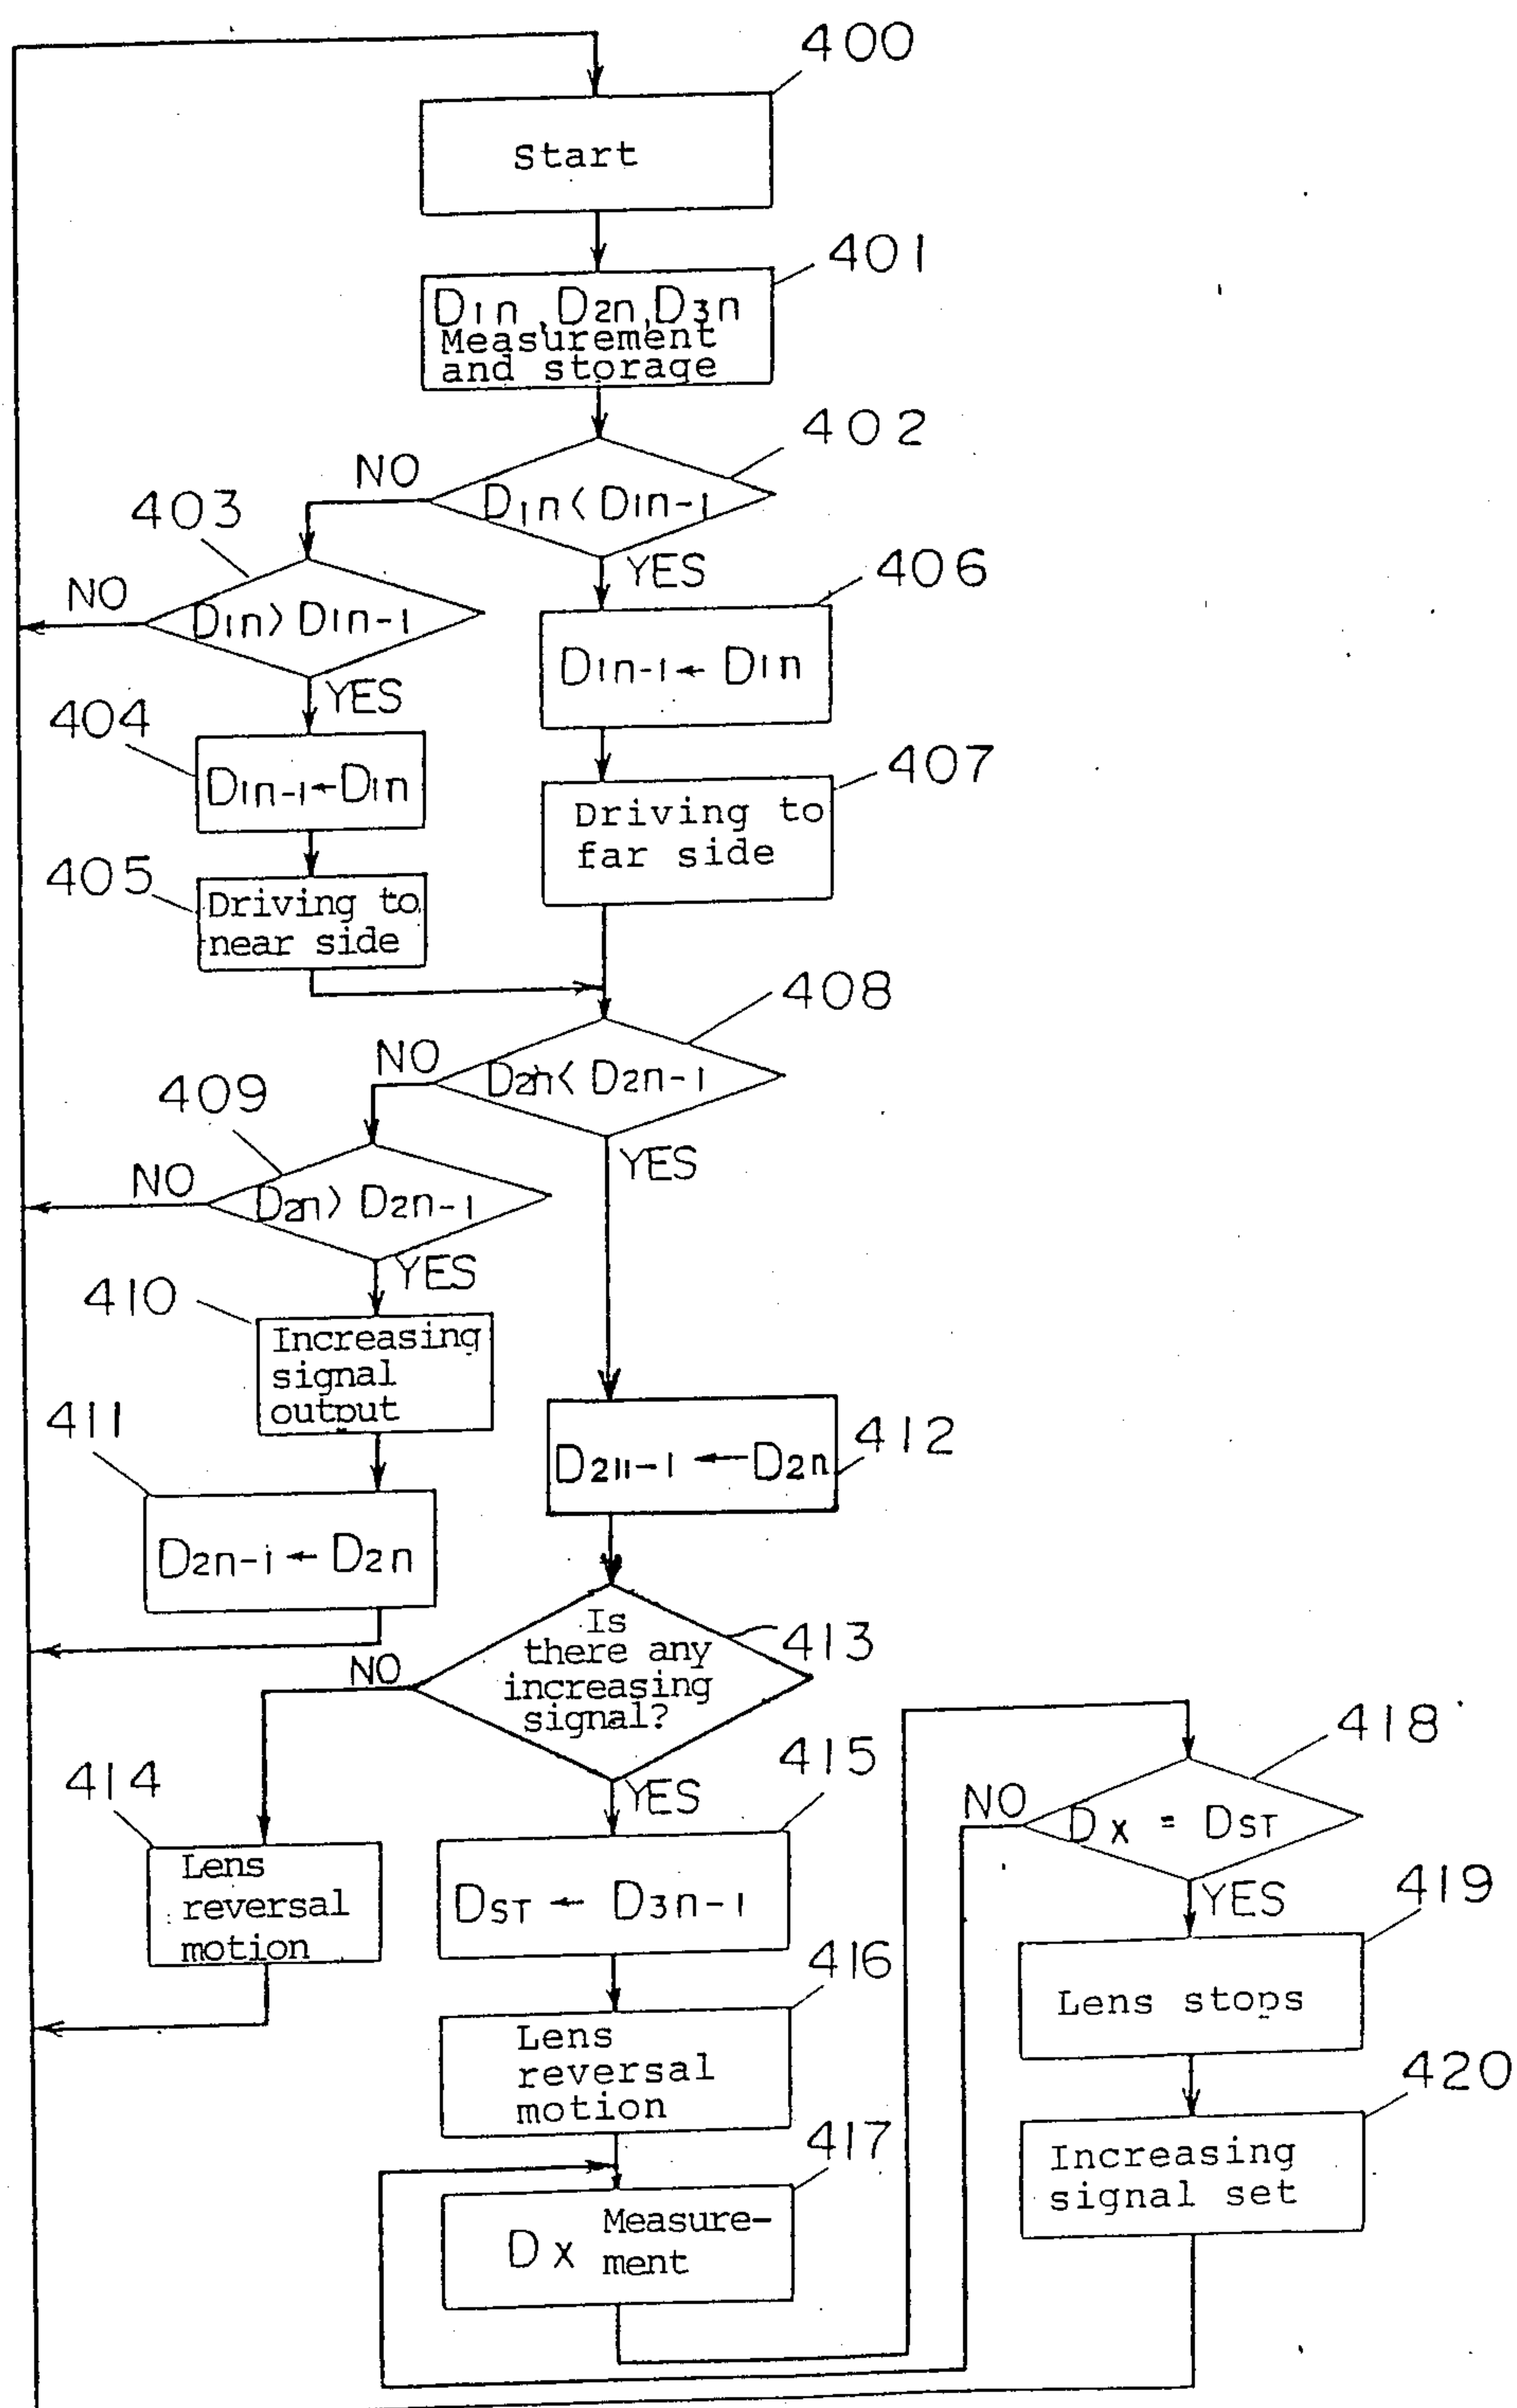 400
Start
401
D1n, D2n, D3n
Measurement
and storage
402
NO
D1n < D1n-1
403
YES
406
NO
D1n > D1n-1
D1n-1 ← D1n
YES
404
407
D1n-1 ← D1n
Driving to
far side
405
Driving to
near side
408
NO
D2n < D2n-1
409
YES
NO
D2n > D2n-1
YES
410
Increasing
signal
output
411
412
D2n-1 ← D2n
D2n-1 ← D2n
Is
there any
increasing
signal?
413
NO
418
415
414
YES
NO
DX = DST
Lens
reversal
motion
DST ← D3n-1
YES
419
416
Lens stops
Lens
reversal
motion
420
417
Increasing
signal set
DX Measure-
ment